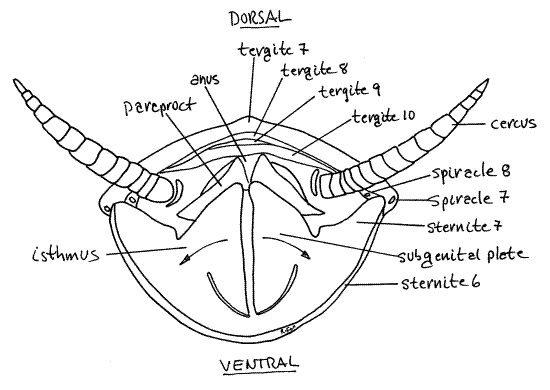 DORSAL
tergite 7
tergite 8
anus
tergite 9
pareproct
tergite 10
cercus
spiracle 8
spiracle 7
sternite 7
isthmus
subgenital plate
sternite 6
VENTRAL